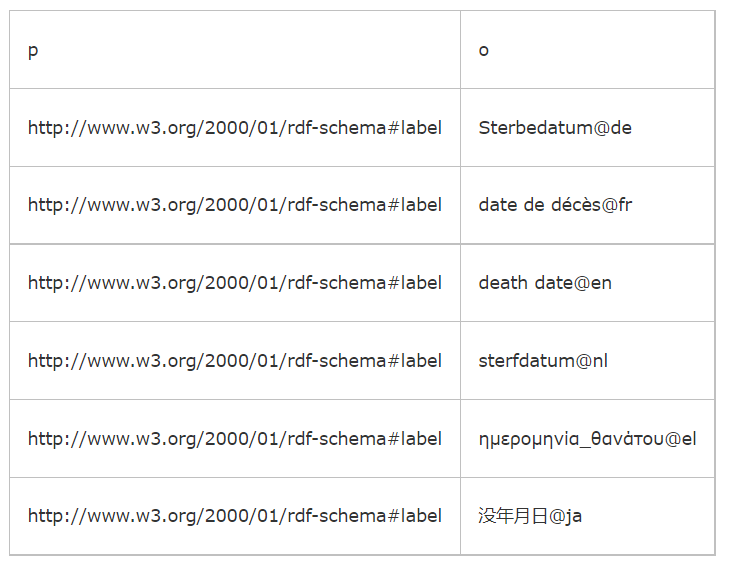 p o
http://www.w3.org/2000/01/rdf-schema#label Sterbedatum@de
http://www.w3.org/2000/01/rdf-schema#label date de décès@fr
http://www.w3.org/2000/01/rdf-schema#label death date@en
http://www.w3.org/2000/01/rdf-schema#label sterfdatum@nl
http://www.w3.org/2000/01/rdf-schema#label ημερομηνία_θανάτου@el
http://www.w3.org/2000/01/rdf-schema#label 没年月日@ja